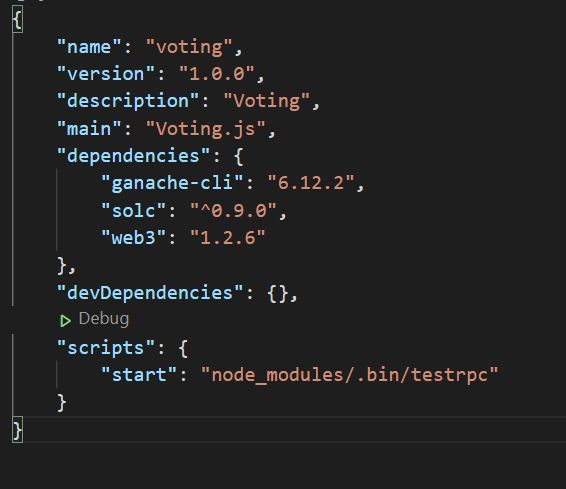 {
"name": "voting",
"version": "1.0.0",
"description": "Voting",
"main": "Voting.js",
"dependencies": {
"ganache-cli": "6.12.2",
"solc": "^0.9.0",
"web3": "1.2.6"
},
"devDependencies": {},
Debug
"scripts": {
"start": "node_modules/.bin/testrpc"
}
}